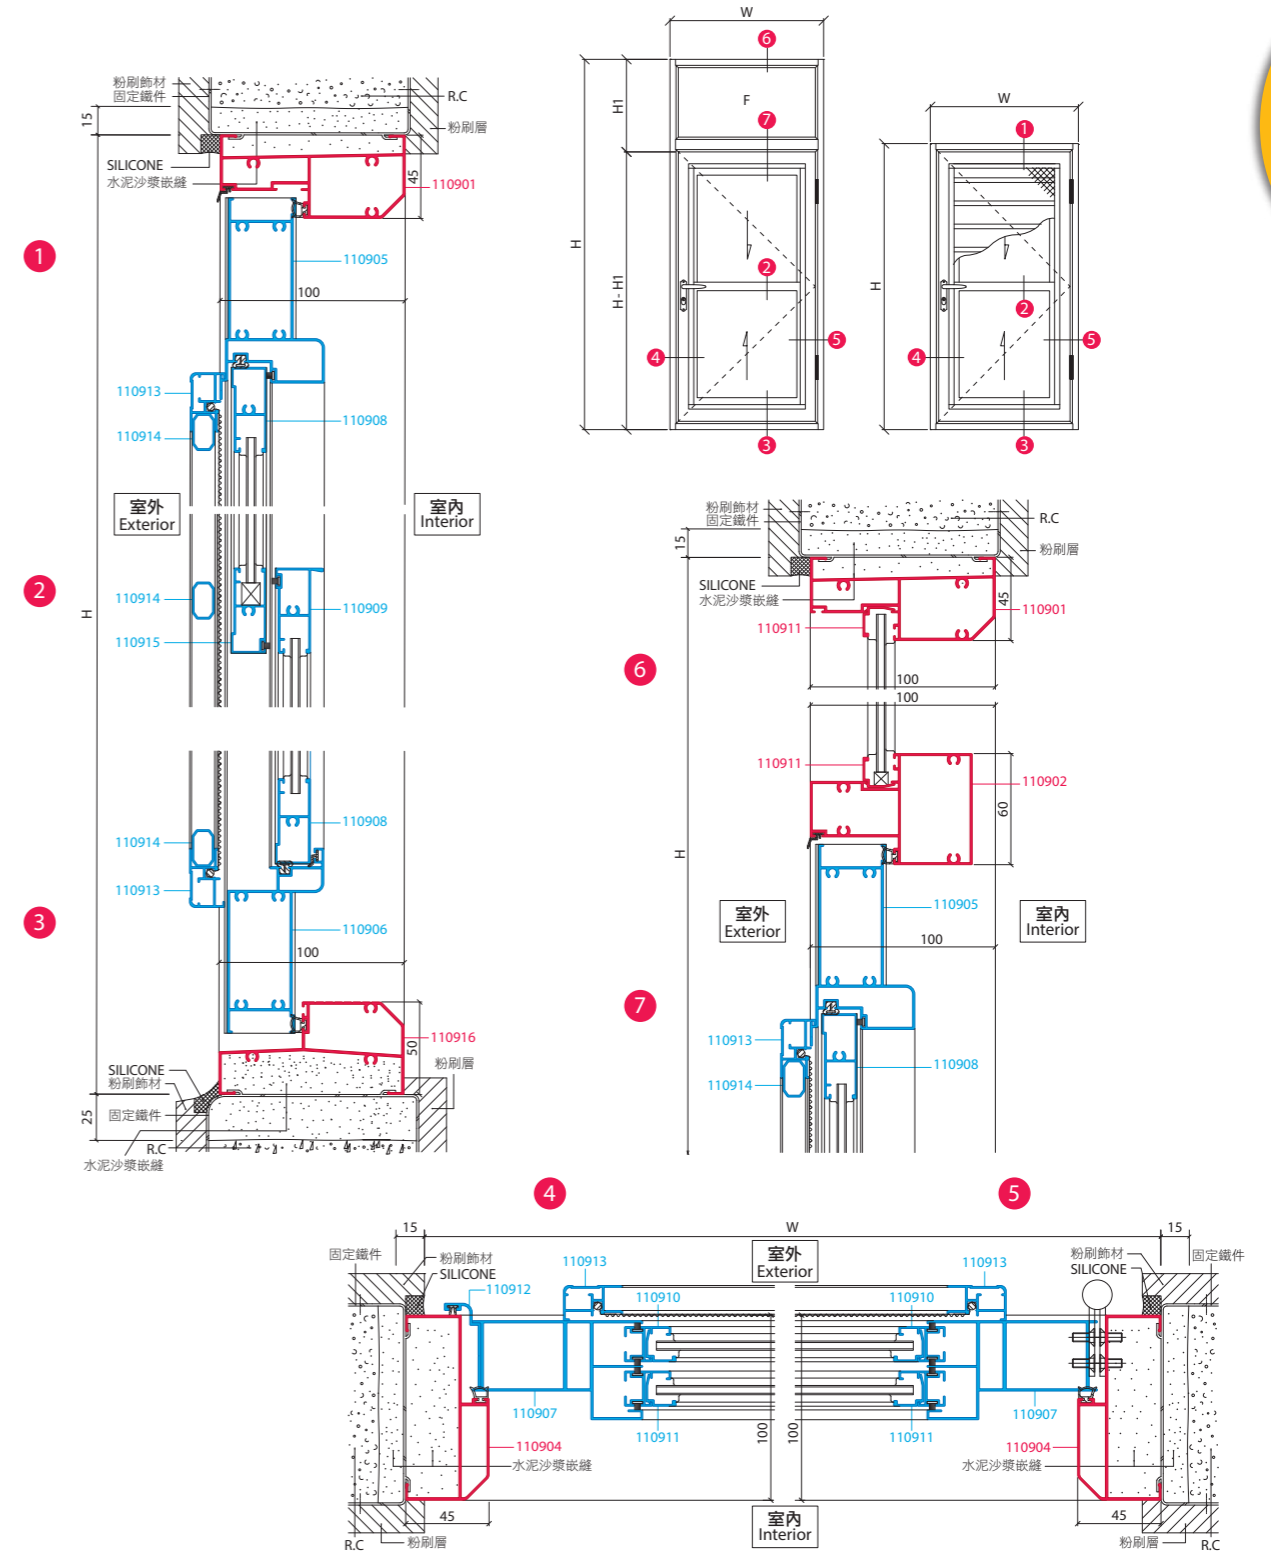 W
6
H1
F
7
H
H- H1
2
4
5
3
W
1
H
2
4
5
3
粉刷飾材
固定鐵件
R.C
15
粉刷層
SILICONE
水泥沙漿嵌縫
45
110901
1
110905
100
110913
110908
110914
室外
Exterior
室內
Interior
2
H
110914
110909
110915
110914
110908
110913
3
110906
100
110916
50
粉刷層
SILICONE
粉刷飾材
25
固定鐵件
R.C
水泥沙漿嵌縫
粉刷飾材
固定鐵件
R.C
15
粉刷層
SILICONE
水泥沙漿嵌縫
45
110901
110911
6
100
100
110911
110902
60
H
110905
室外
Exterior
室內
Interior
100
7
110913
110908
110914
4
5
15
W
15
固定鐵件
粉刷飾材
SILICONE
110912
110913
室外
Exterior
110913
粉刷飾材
SILICONE
固定鐵件
110910
110910
110907
110907
110911
110911
110904
水泥沙漿嵌縫
100
100
110904
水泥沙漿嵌縫
45
室內
Interior
45
R.C
粉刷層
粉刷層
R.C